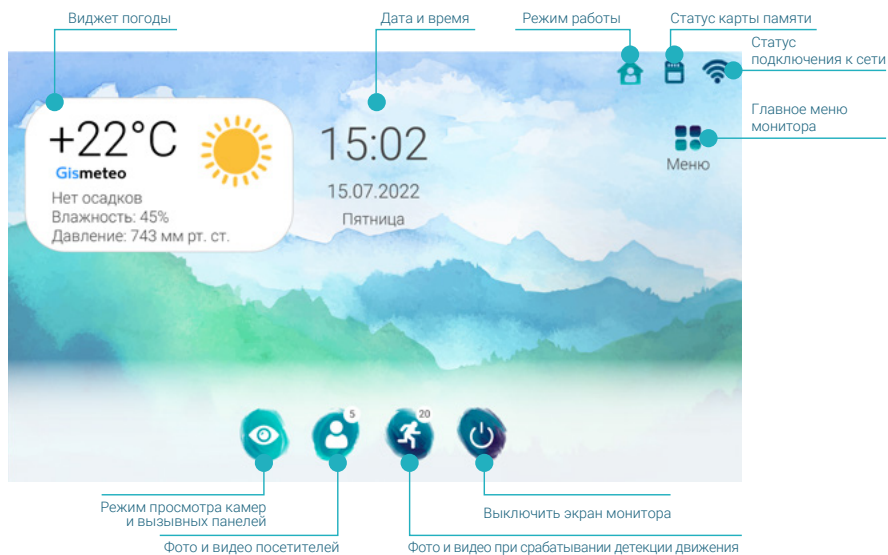 Виджет погоды
Дата и время
Режим работы
Статус карты памяти
Статус
подключения к сети
Главное меню
монитора
+22°C
Gismeteo
Нет осадков
Влажность: 45%
Давление: 743 мм рт. ст.
15:02
15.07.2022
Пятница
Меню
5
20
Режим просмотра камер
и вызывных панелей
Выключить экран монитора
Фото и видео посетителей
Фото и видео при срабатывании детекции движения